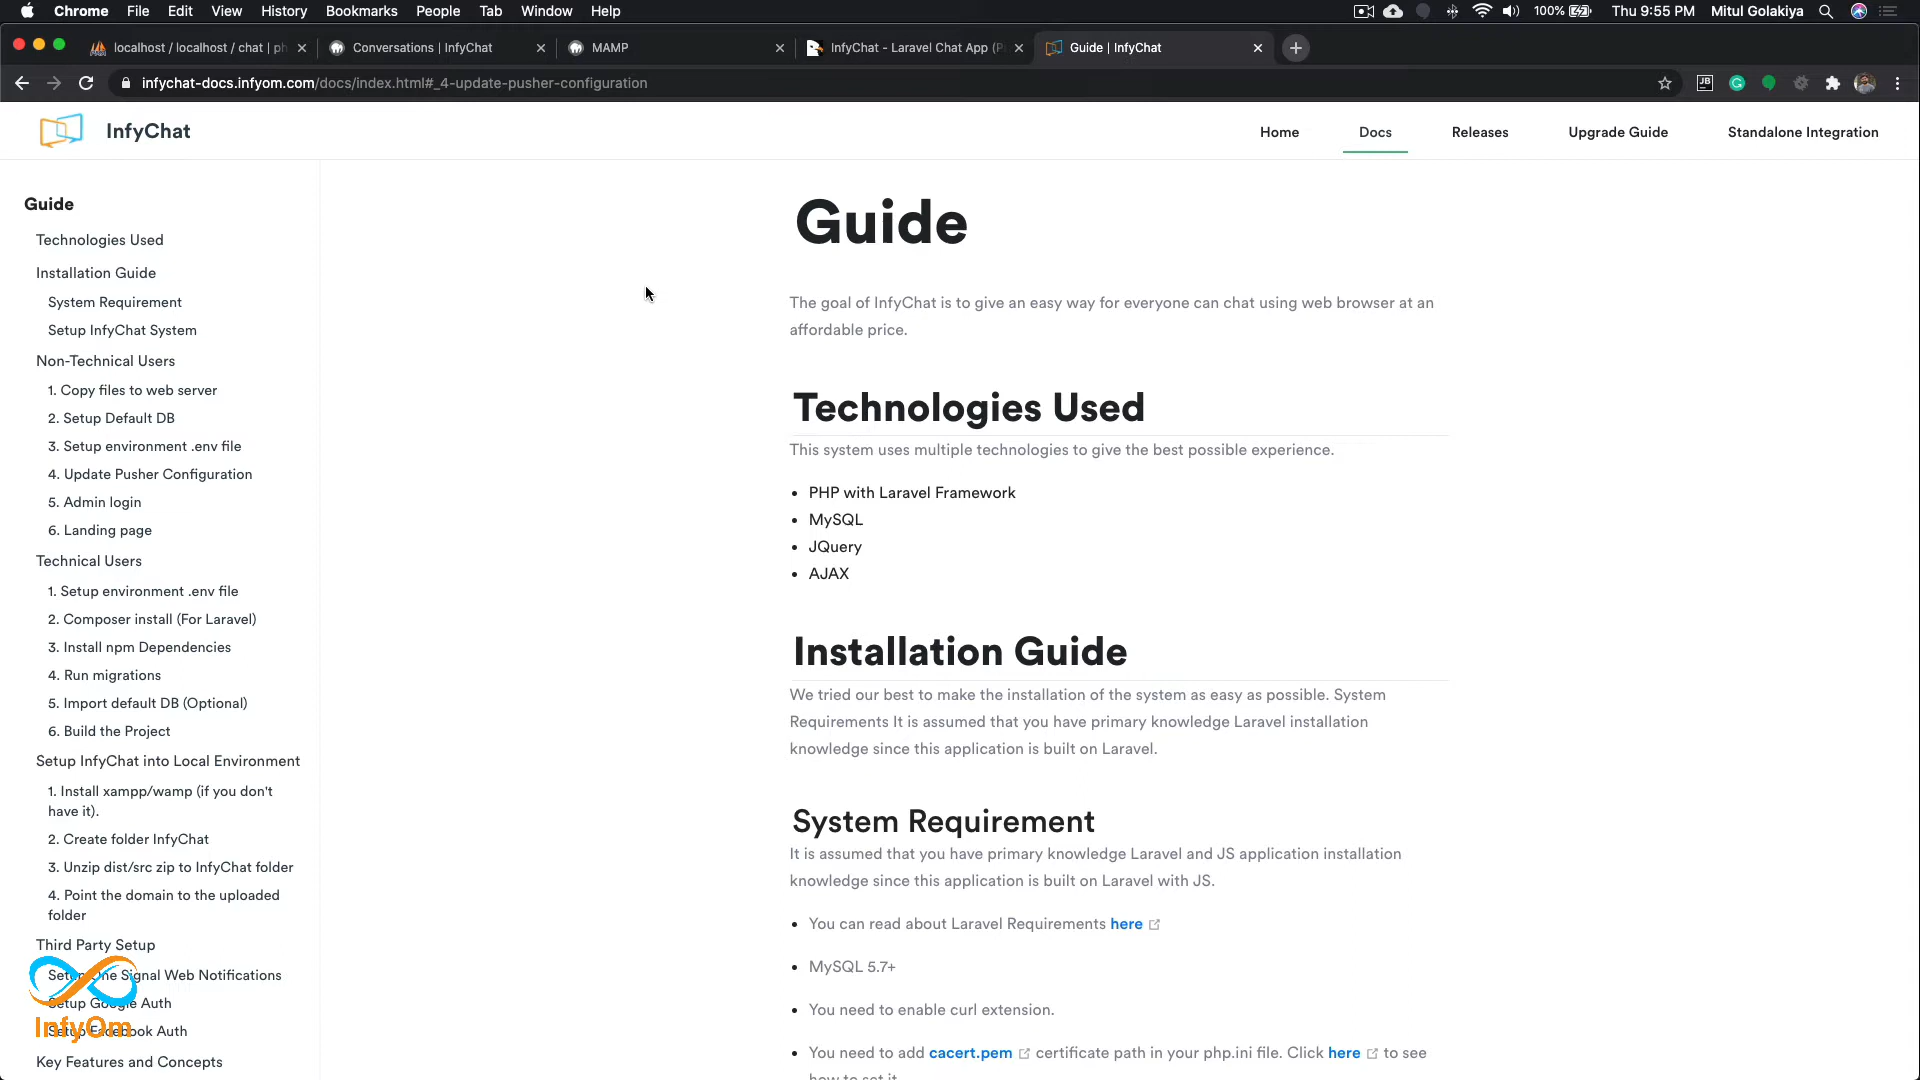 Chrome File Edit View History Bookmarks People Tab Window Help 100% Thu 9:55 PM Mitul Golakiya
localhost / localhost / chat | ph Conversations | InfyChat MAMP InfyChat - Laravel Chat App (P Guide | InfyChat
infychat-docs.infyom.com/docs/index.html#_4-update-pusher-configuration
InfyChat
Home Docs Releases Upgrade Guide Standalone Integration
Guide
Technologies Used
Installation Guide
System Requirement
Setup InfyChat System
Non-Technical Users
1. Copy files to web server
2. Setup Default DB
3. Setup environment .env file
4. Update Pusher Configuration
5. Admin login
6. Landing page
Technical Users
1. Setup environment .env file
2. Composer install (For Laravel)
3. Install npm Dependencies
4. Run migrations
5. Import default DB (Optional)
6. Build the Project
Setup InfyChat into Local Environment
1. Install xampp/wamp (if you don't
have it).
2. Create folder InfyChat
3. Unzip dist/src zip to InfyChat folder
4. Point the domain to the uploaded
folder
Third Party Setup
Setup One Signal Web Notifications
Setup Google Auth
Setup Facebook Auth
InfyOm
Key Features and Concepts
Guide
The goal of InfyChat is to give an easy way for everyone can chat using web browser at an
affordable price.
Technologies Used
This system uses multiple technologies to give the best possible experience.
• PHP with Laravel Framework
• MySQL
• JQuery
• AJAX
Installation Guide
We tried our best to make the installation of the system as easy as possible. System
Requirements It is assumed that you have primary knowledge Laravel installation
knowledge since this application is built on Laravel.
System Requirement
It is assumed that you have primary knowledge Laravel and JS application installation
knowledge since this application is built on Laravel with JS.
• You can read about Laravel Requirements here
• MySQL 5.7+
• You need to enable curl extension.
• You need to add cacert.pem certificate path in your php.ini file. Click here to see
how to set it